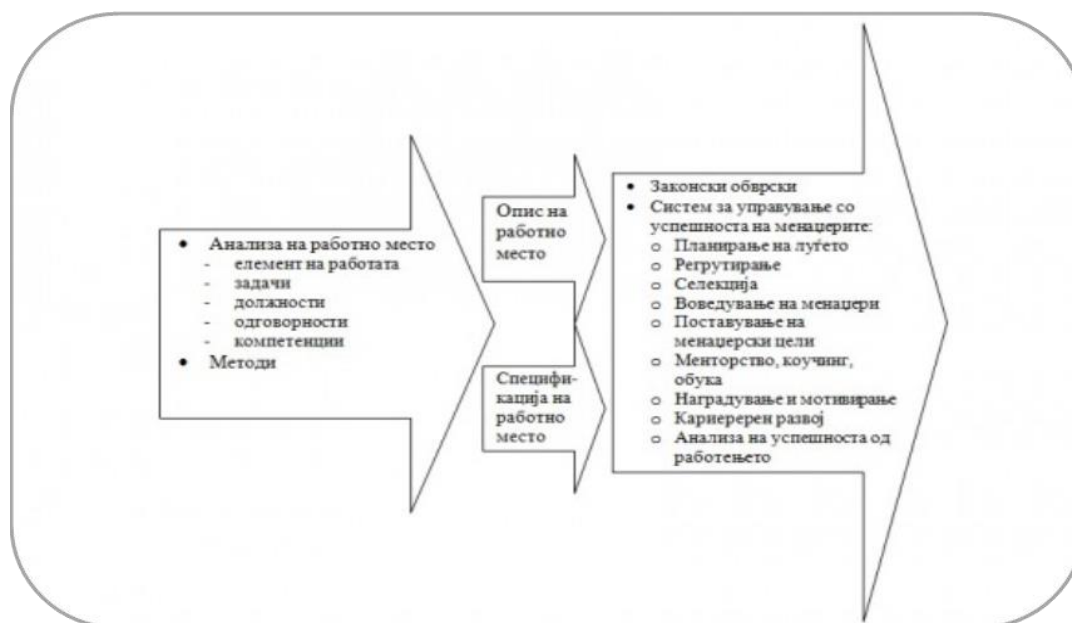 • Анализа на работно место
- елемент на работата
- задачи
- должности
- одговорности
- компетенции
• Методи
Опис на
работно
место
Специфи-
кација на
работно
место
• Законски обврски
• Систем за управување со
успешноста на менаџерите:
o Планирање на луѓето
o Регрутирање
o Селекција
o Воведување на менаџери
o Поставување на
менаџерски цели
o Менторство, коучинг,
обука
o Наградување и мотивирање
o Кариererен развој
o Анализа на успешноста од
работењето